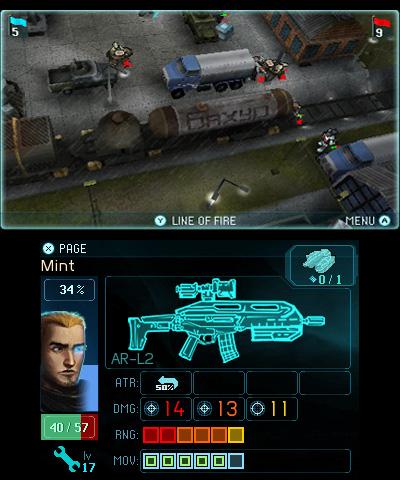 5
9
Ⓨ LINE OF FIRE
MENU Ⓐ
Ⓧ PAGE
Mint
0/1
34%
AR-L2
ATR: 50%
DMG: 14 13 11
40/57
RNG:
lv 17
MOV: